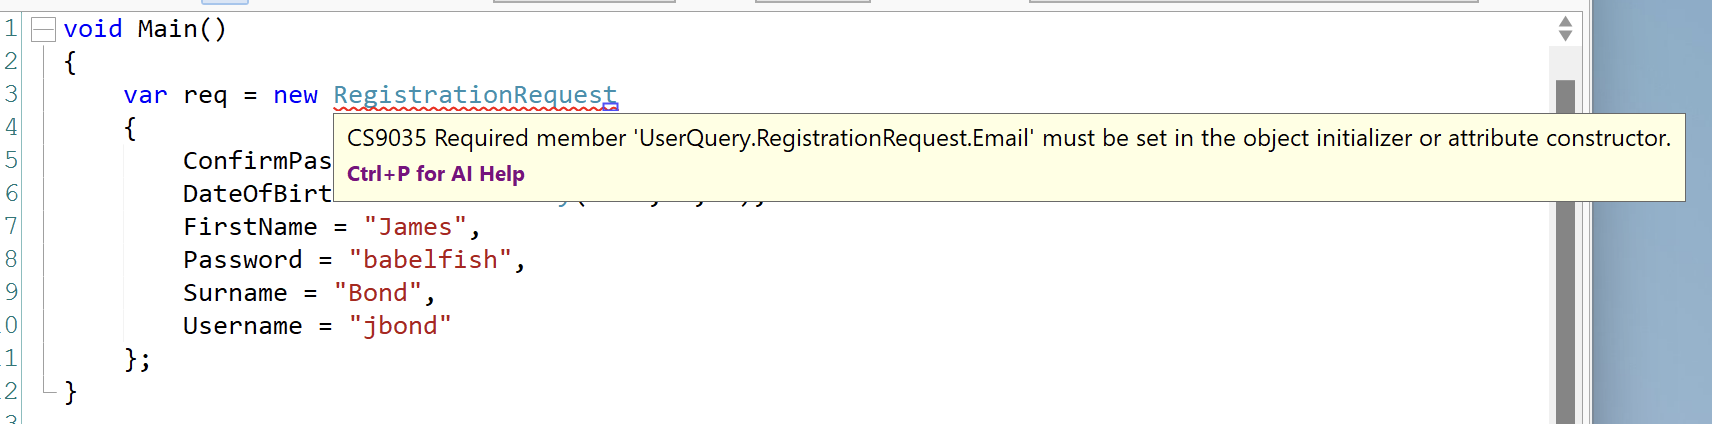 1 void Main()
2 {
3 var req = new RegistrationRequest
4 {
CS9035 Required member 'UserQuery.RegistrationRequest.Email' must be set in the object initializer or attribute constructor.
Ctrl+P for AI Help
5 ConfirmPas
6 DateOfBirt
7 FirstName = "James",
8 Password = "babelfish",
9 Surname = "Bond",
0 Username = "jbond"
1 };
2 }
3